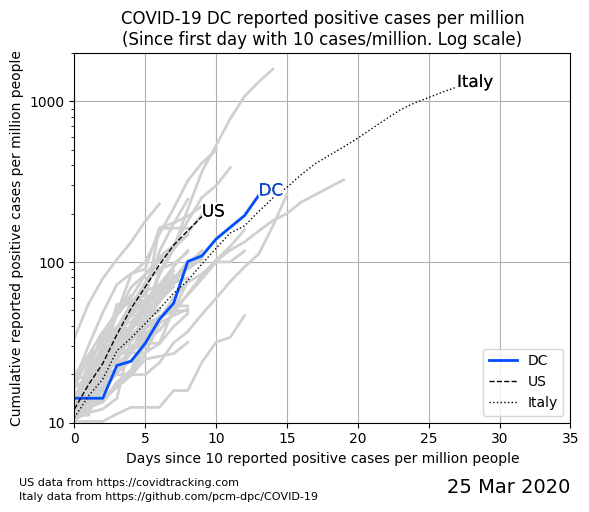 COVID-19 DC reported positive cases per million
(Since first day with 10 cases/million. Log scale)
Cumulative reported positive cases per million people
1000
100
10
Italy
DC
US
DC
US
Italy
0 5 10 15 20 25 30 35
Days since 10 reported positive cases per million people
US data from https://covidtracking.com
Italy data from https://github.com/pcm-dpc/COVID-19
25 Mar 2020